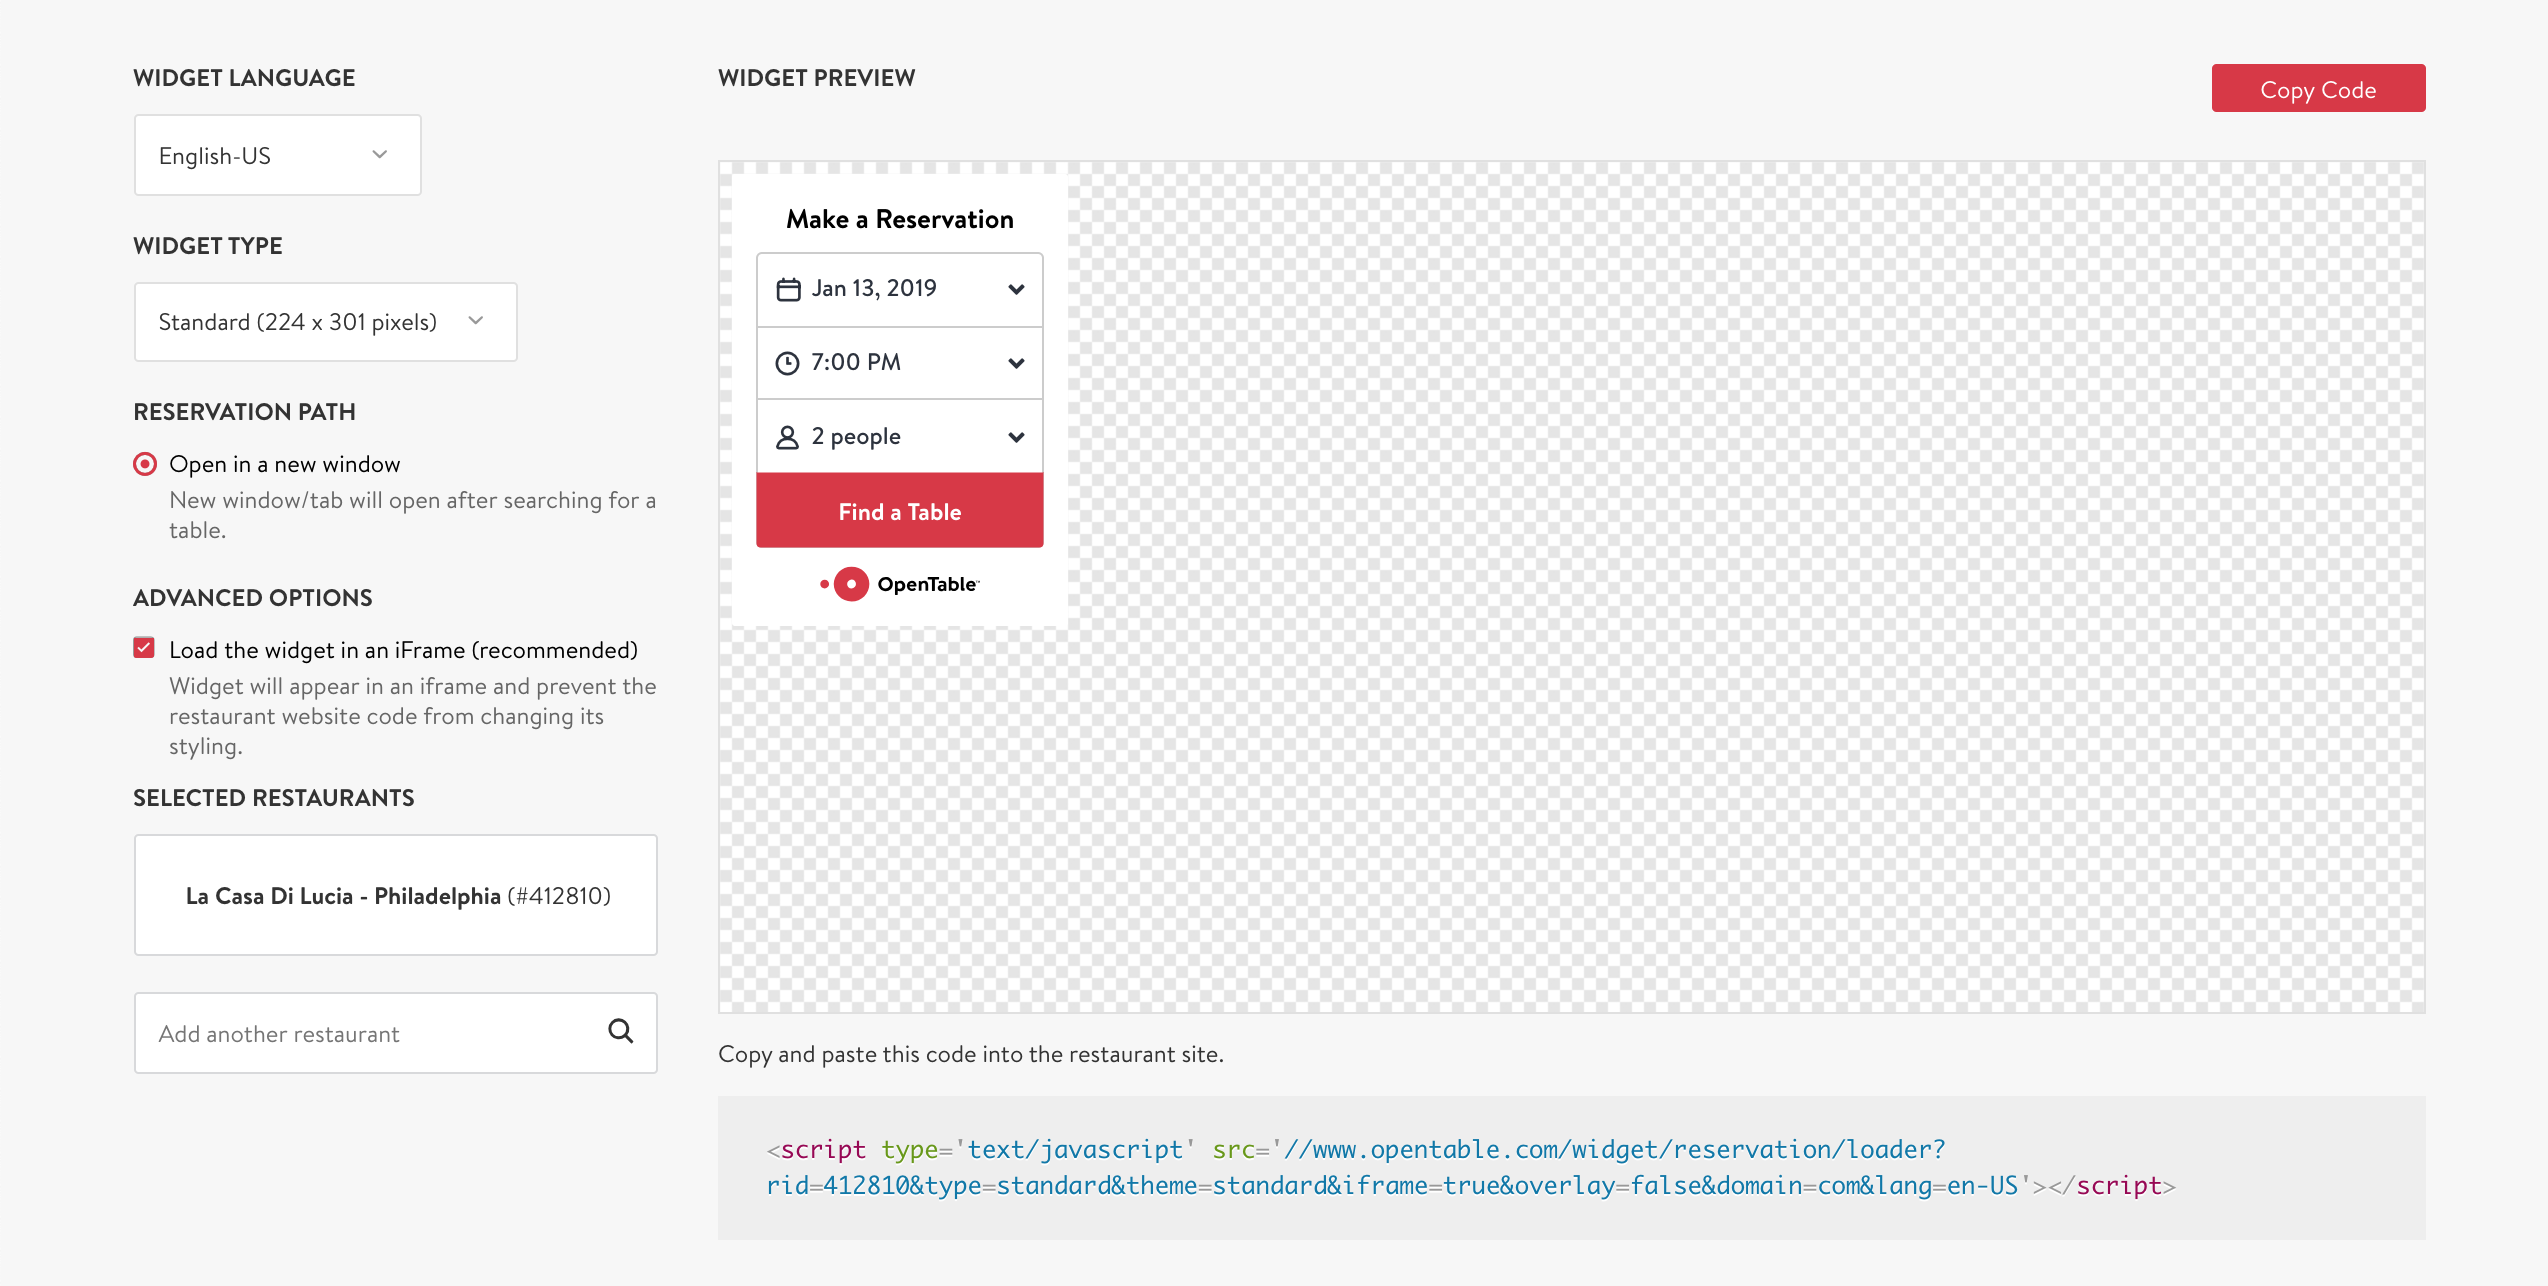 WIDGET LANGUAGE
English-US
WIDGET TYPE
Standard (224 x 301 pixels)
RESERVATION PATH
Open in a new window
New window/tab will open after searching for a
table.
ADVANCED OPTIONS
Load the widget in an iFrame (recommended)
Widget will appear in an iframe and prevent the
restaurant website code from changing its
styling.
SELECTED RESTAURANTS
La Casa Di Lucia - Philadelphia (#412810)
Add another restaurant
WIDGET PREVIEW
Copy Code
Make a Reservation
Jan 13, 2019
7:00 PM
2 people
Find a Table
OpenTable™
Copy and paste this code into the restaurant site.
<script type='text/javascript' src='//www.opentable.com/widget/reservation/loader?
rid=412810&type=standard&theme=standard&iframe=true&overlay=false&domain=com&lang=en-US'></script>